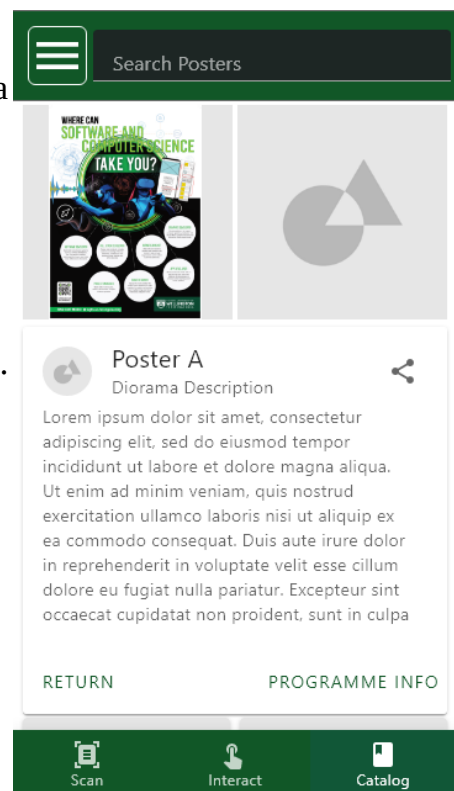 a
Search Posters
WHERE CAN
SOFTWARE AND
COMPUTER SCIENCE
TAKE YOU?
.
Poster A
Diorama Description
Lorem ipsum dolor sit amet, consectetur
adipiscing elit, sed do eiusmod tempor
incididunt ut labore et dolore magna aliqua.
Ut enim ad minim veniam, quis nostrud
exercitation ullamco laboris nisi ut aliquip ex
ea commodo consequat. Duis aute irure dolor
in reprehenderit in voluptate velit esse cillum
dolore eu fugiat nulla pariatur. Excepteur sint
occaecat cupidatat non proident, sunt in culpa
RETURN PROGRAMME INFO
Scan Interact Catalog